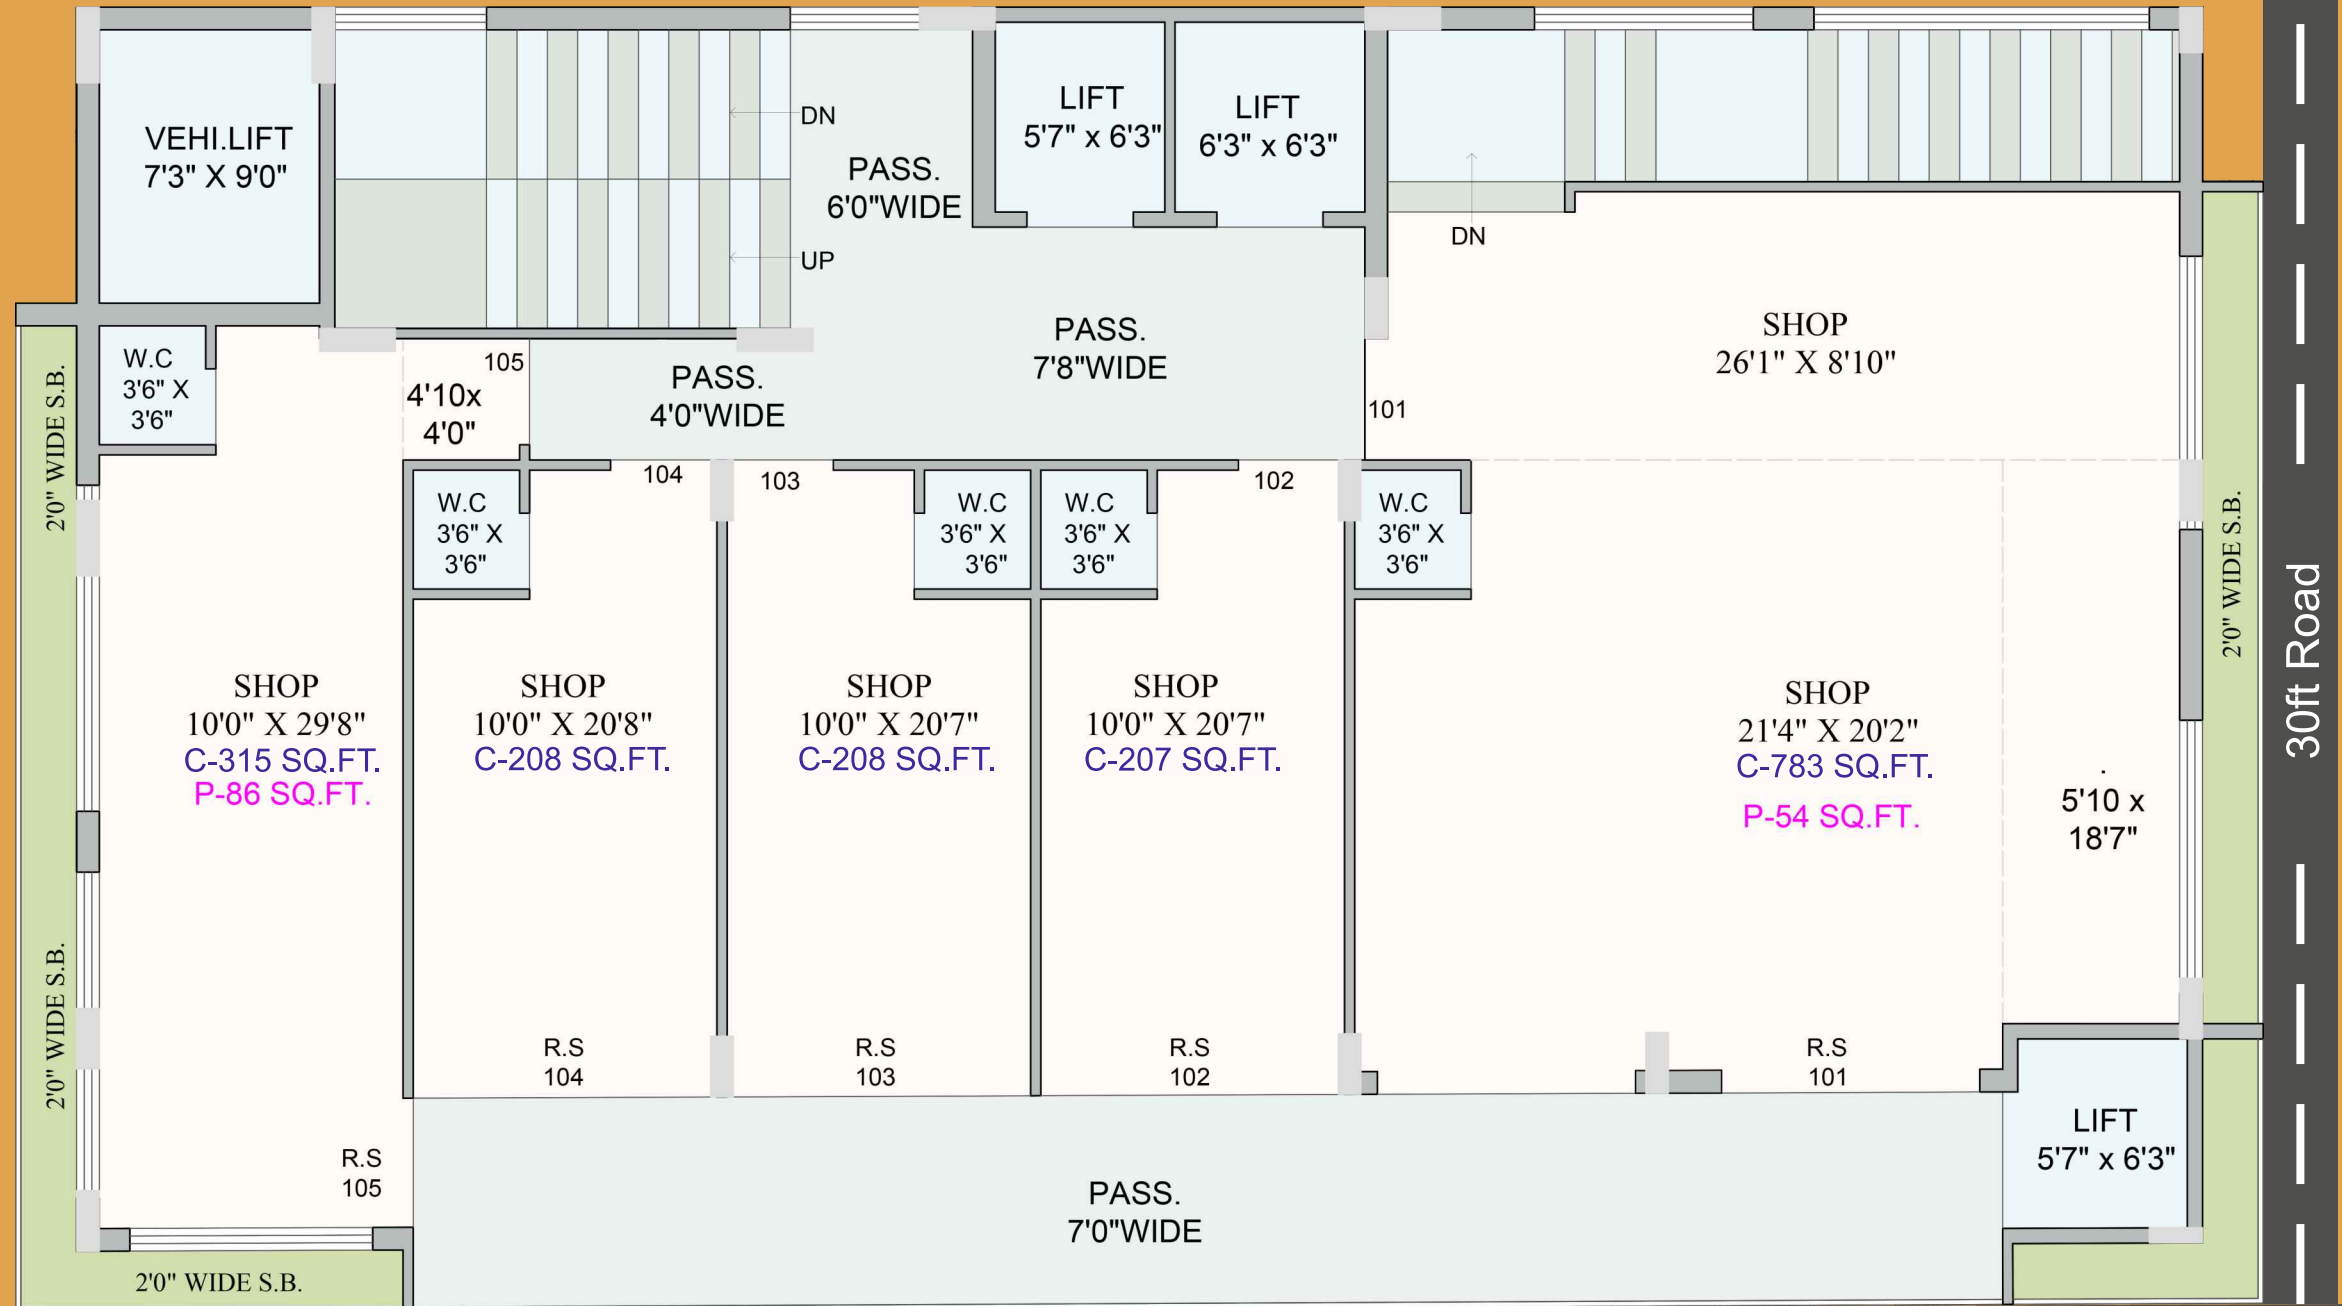 VEHI.LIFT
7'3" X 9'0"
DN
UP
PASS.
6'0"WIDE
LIFT
5'7" x 6'3"
LIFT
6'3" x 6'3"
DN
SHOP
26'1" X 8'10"
PASS.
7'8"WIDE
PASS.
4'0"WIDE
101
105
4'10x
4'0"
W.C
3'6" X
3'6"
2'0" WIDE S.B.
104
103
102
W.C
3'6" X
3'6"
W.C
3'6" X
3'6"
W.C
3'6" X
3'6"
W.C
3'6" X
3'6"
2'0" WIDE S.B.
30ft Road
SHOP
10'0" X 29'8"
C-315 SQ.FT.
P-86 SQ.FT.
SHOP
10'0" X 20'8"
C-208 SQ.FT.
SHOP
10'0" X 20'7"
C-208 SQ.FT.
SHOP
10'0" X 20'7"
C-207 SQ.FT.
SHOP
21'4" X 20'2"
C-783 SQ.FT.
P-54 SQ.FT.
.
5'10 x
18'7"
2'0" WIDE S.B.
R.S
104
R.S
103
R.S
102
R.S
101
R.S
105
LIFT
5'7" x 6'3"
PASS.
7'0"WIDE
2'0" WIDE S.B.